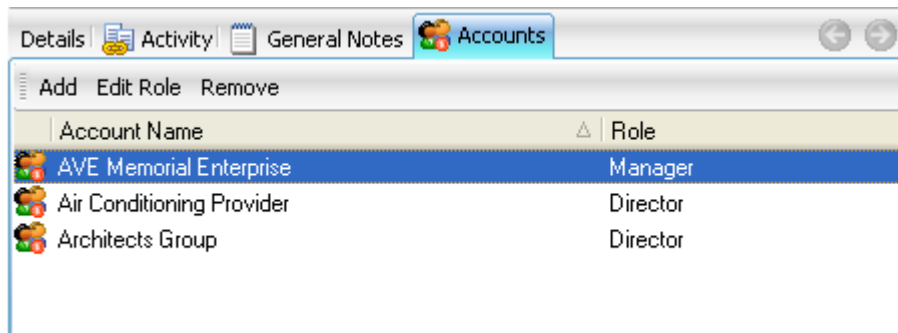 Details Activity General Notes Accounts
Add Edit Role Remove
Account Name Role
AVE Memorial Enterprise Manager
Air Conditioning Provider Director
Architects Group Director